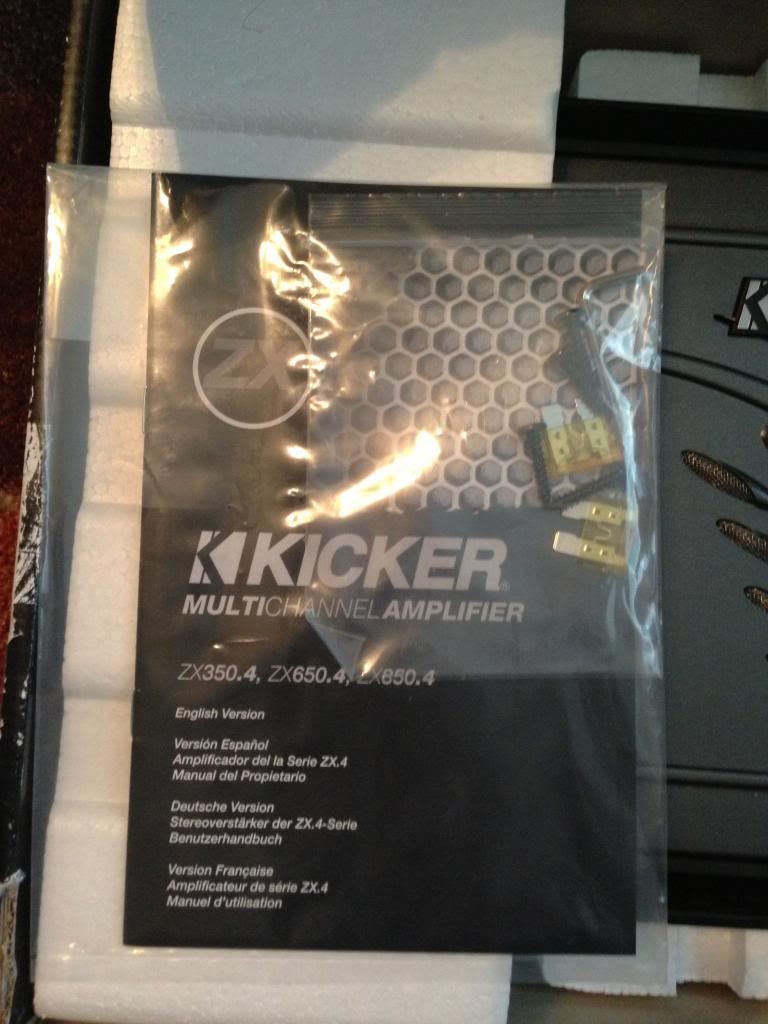 ZX
KICKER®
MULTICHANNELAMPLIFIER
ZX350.4, ZX650.4, ZX850.4
English Version
Versión Español
Amplificador del la Serie ZX.4
Manual del Propietario
Deutsche Version
Stereoverstärker der ZX.4-Serie
Benutzerhandbuch
Version Française
Amplificateur de série ZX.4
Manuel d'utilisation
K